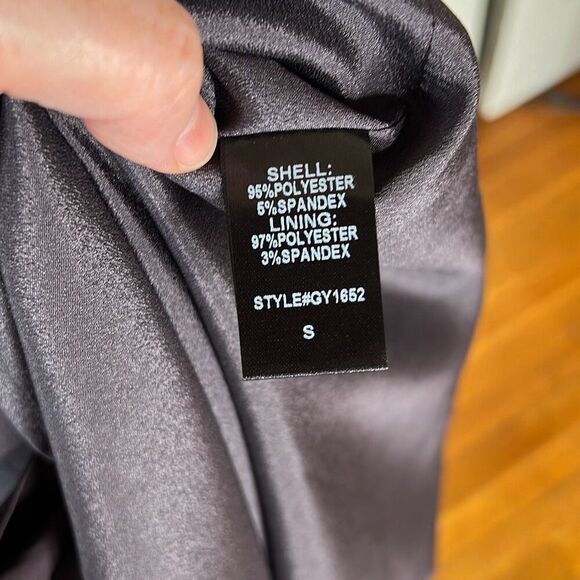 SHELL:
95%POLYESTER
5%SPANDEX
LINING:
97%POLYESTER
3%SPANDEX
STYLE#GY1652
S